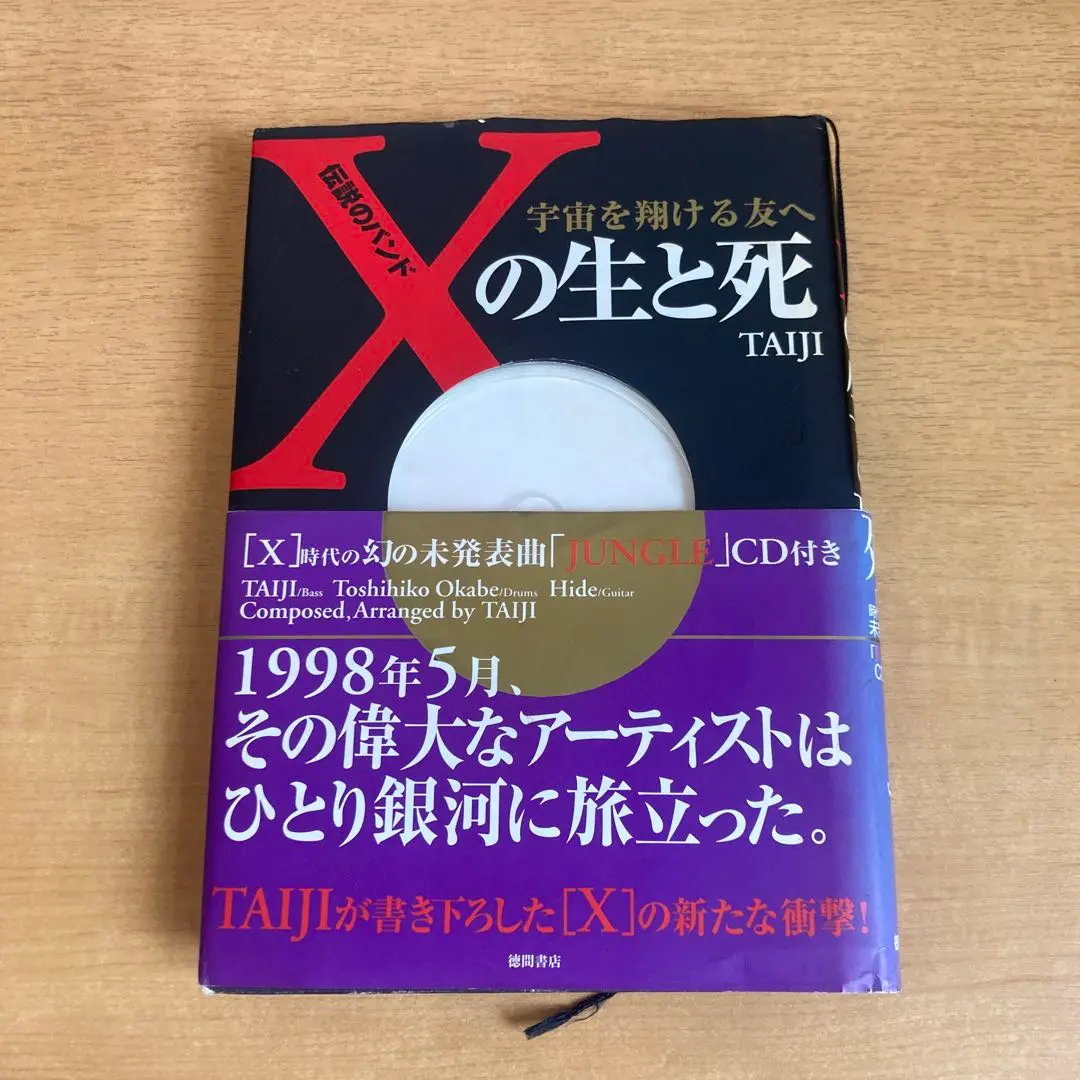 伝説のバンド
宇宙を翔ける友へ
Xの生と死
TAIJI
[X]時代の幻の未発表曲「JUNGLE」CD付き
TAIJI/Bass Toshihiko Okabe/Drums Hide/Guitar
Composed,Arranged by TAIJI
1998年5月、
その偉大なアーティストは
ひとり銀河に旅立った。
TAIJIが書き下ろした[X]の新たな衝撃!
徳間書店